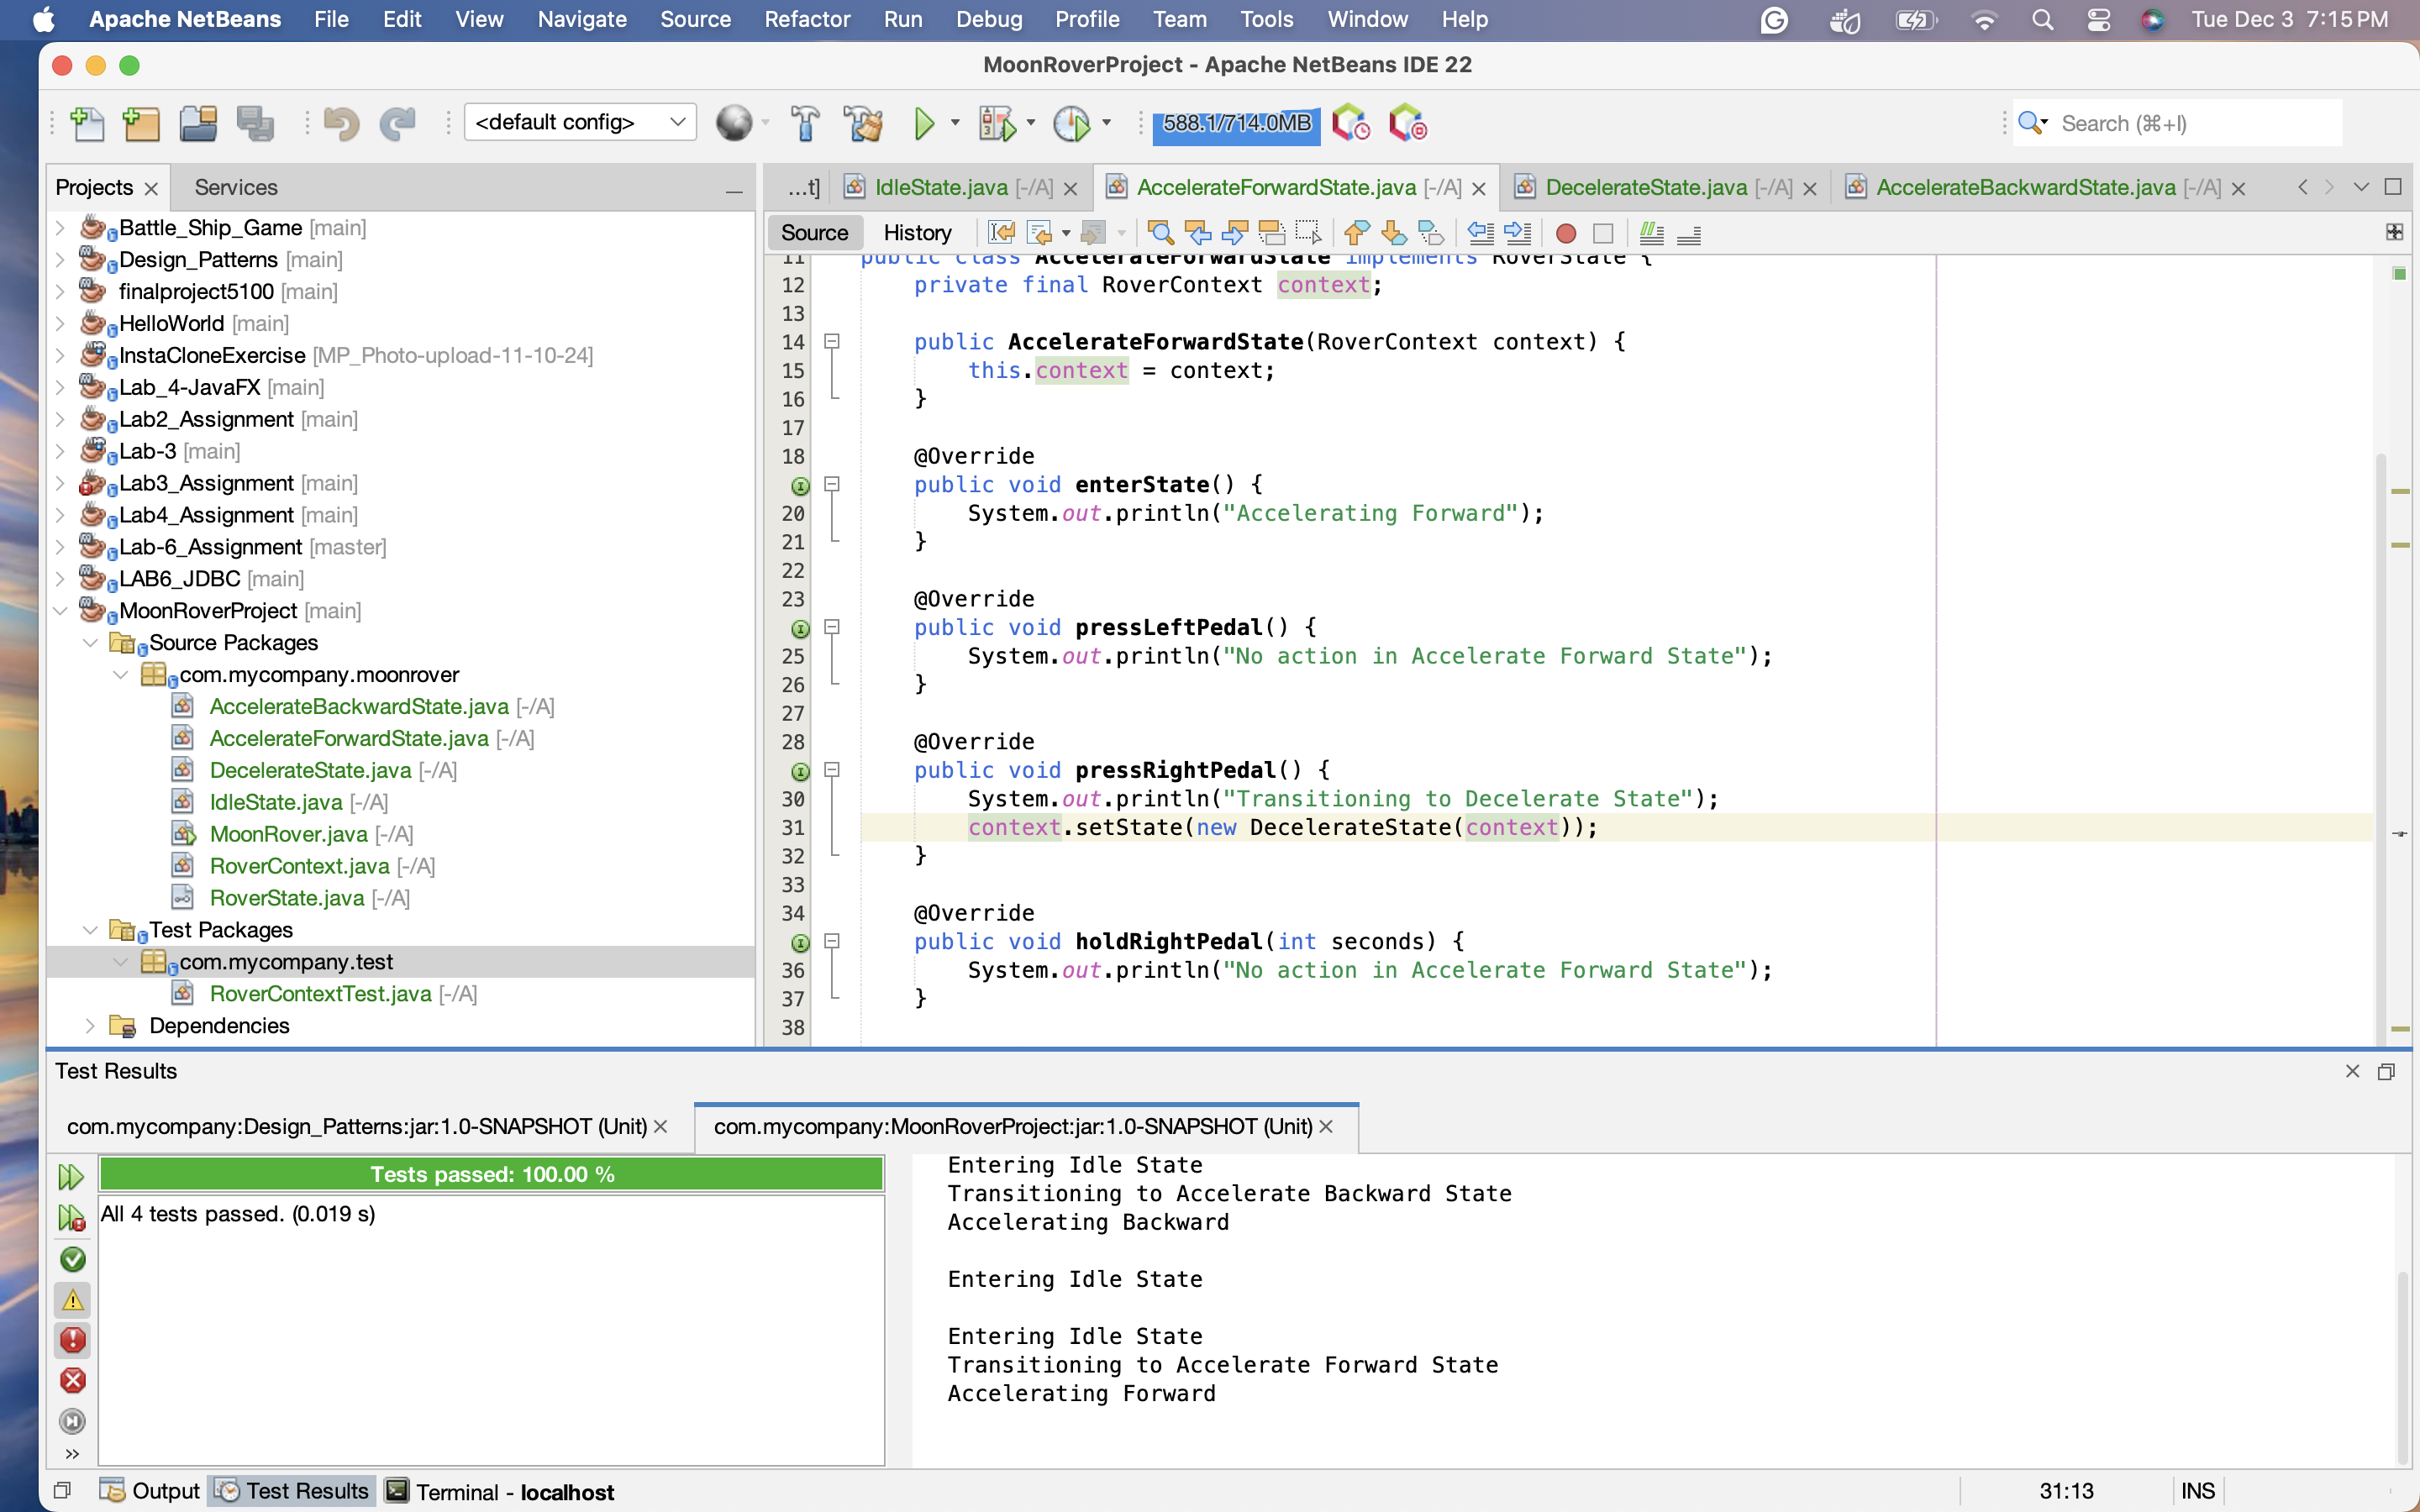 Apache NetBeans File Edit View Navigate Source Refactor Run Debug Profile Team Tools Window Help Tue Dec 3 7:15 PM
MoonRoverProject - Apache NetBeans IDE 22
<default config> 588.1/714.0MB Search (⌘+I)
Projects Services
Battle_Ship_Game [main]
Design_Patterns [main]
finalproject5100 [main]
HelloWorld [main]
InstaCloneExercise [MP_Photo-upload-11-10-24]
Lab_4-JavaFX [main]
Lab2_Assignment [main]
Lab-3 [main]
Lab3_Assignment [main]
Lab4_Assignment [main]
Lab-6_Assignment [master]
LAB6_JDBC [main]
MoonRoverProject [main]
Source Packages
com.mycompany.moonrover
AccelerateBackwardState.java [-/A]
AccelerateForwardState.java [-/A]
DecelerateState.java [-/A]
IdleState.java [-/A]
MoonRover.java [-/A]
RoverContext.java [-/A]
RoverState.java [-/A]
Test Packages
com.mycompany.test
RoverContextTest.java [-/A]
Dependencies
...t] IdleState.java [-/A] AccelerateForwardState.java [-/A] DecelerateState.java [-/A] AccelerateBackwardState.java [-/A]
Source History
11 public class AccelerateForwardState implements RoverState {
12 private final RoverContext context;
13
14 public AccelerateForwardState(RoverContext context) {
15 this.context = context;
16 }
17
18 @Override
public void enterState() {
20 System.out.println("Accelerating Forward");
21 }
22
23 @Override
public void pressLeftPedal() {
25 System.out.println("No action in Accelerate Forward State");
26 }
27
28 @Override
public void pressRightPedal() {
30 System.out.println("Transitioning to Decelerate State");
31 context.setState(new DecelerateState(context));
32 }
33
34 @Override
public void holdRightPedal(int seconds) {
36 System.out.println("No action in Accelerate Forward State");
37 }
38
Test Results
com.mycompany:Design_Patterns:jar:1.0-SNAPSHOT (Unit) com.mycompany:MoonRoverProject:jar:1.0-SNAPSHOT (Unit)
Tests passed: 100.00 %
All 4 tests passed. (0.019 s)
Entering Idle State
Transitioning to Accelerate Backward State
Accelerating Backward
Entering Idle State
Entering Idle State
Transitioning to Accelerate Forward State
Accelerating Forward
Output Test Results Terminal - localhost 31:13 INS